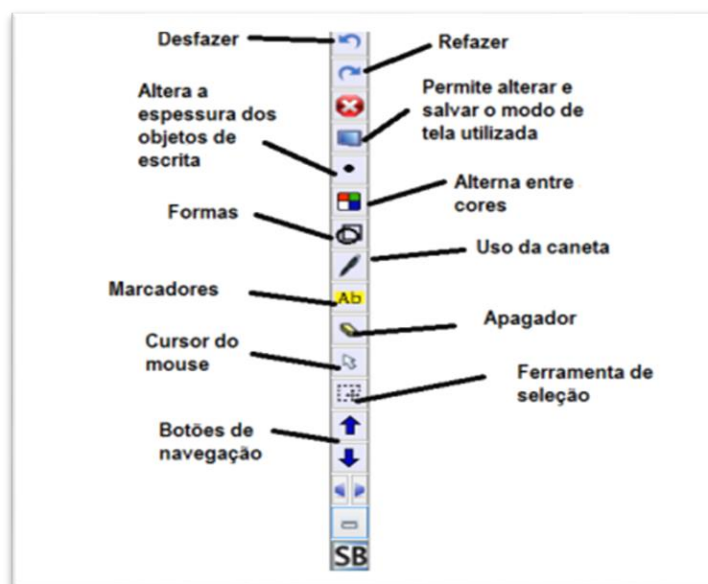 Desfazer
Refazer
Altera a
espessura dos
objetos de
escrita
Permite alterar e
salvar o modo de
tela utilizada
Alterna entre
cores
Formas
Uso da caneta
Marcadores
Ab
Apagador
Cursor do
mouse
Ferramenta de
seleção
Botões de
navegação
SB